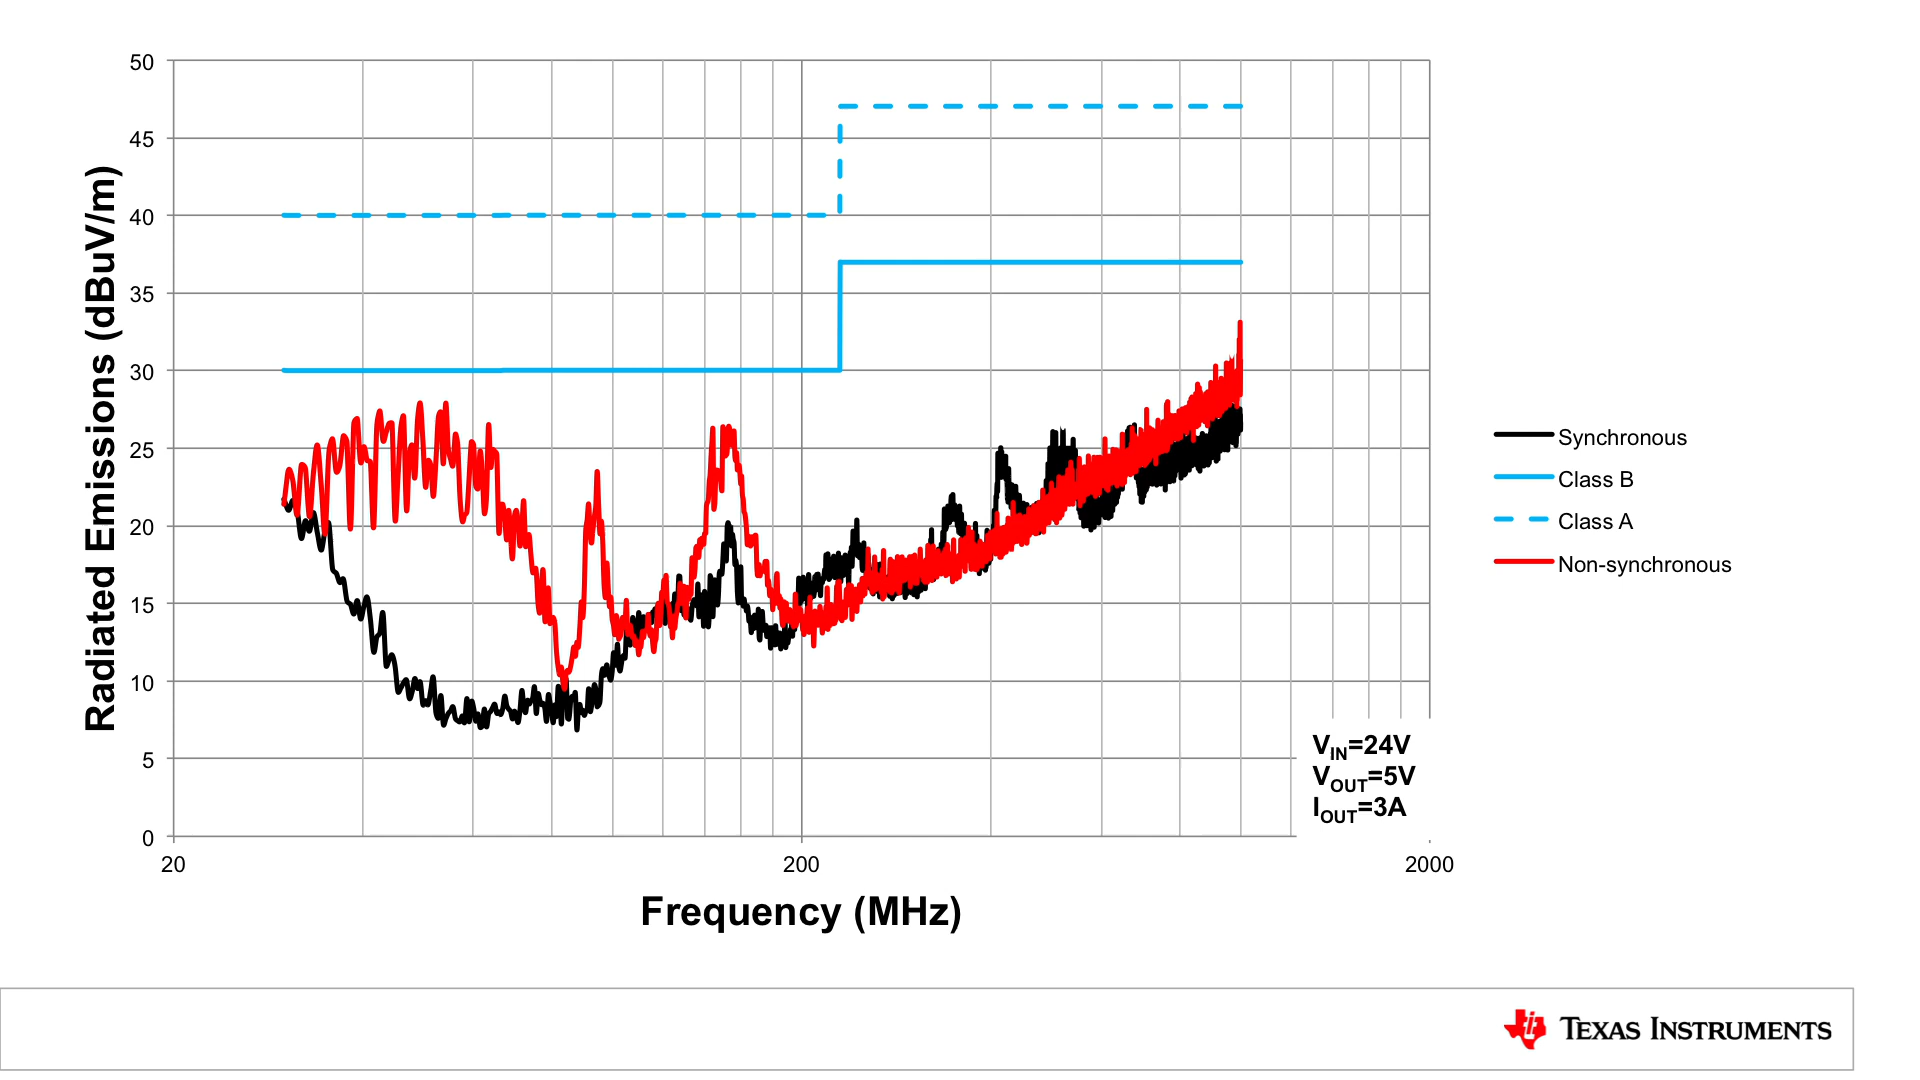 50
45
40
35
30
25
20
15
10
5
0
Radiated Emissions (dBuV/m)
20
200
2000
Frequency (MHz)
Synchronous
Class B
Class A
Non-synchronous
VIN=24V
VOUT=5V
IOUT=3A
TEXAS INSTRUMENTS